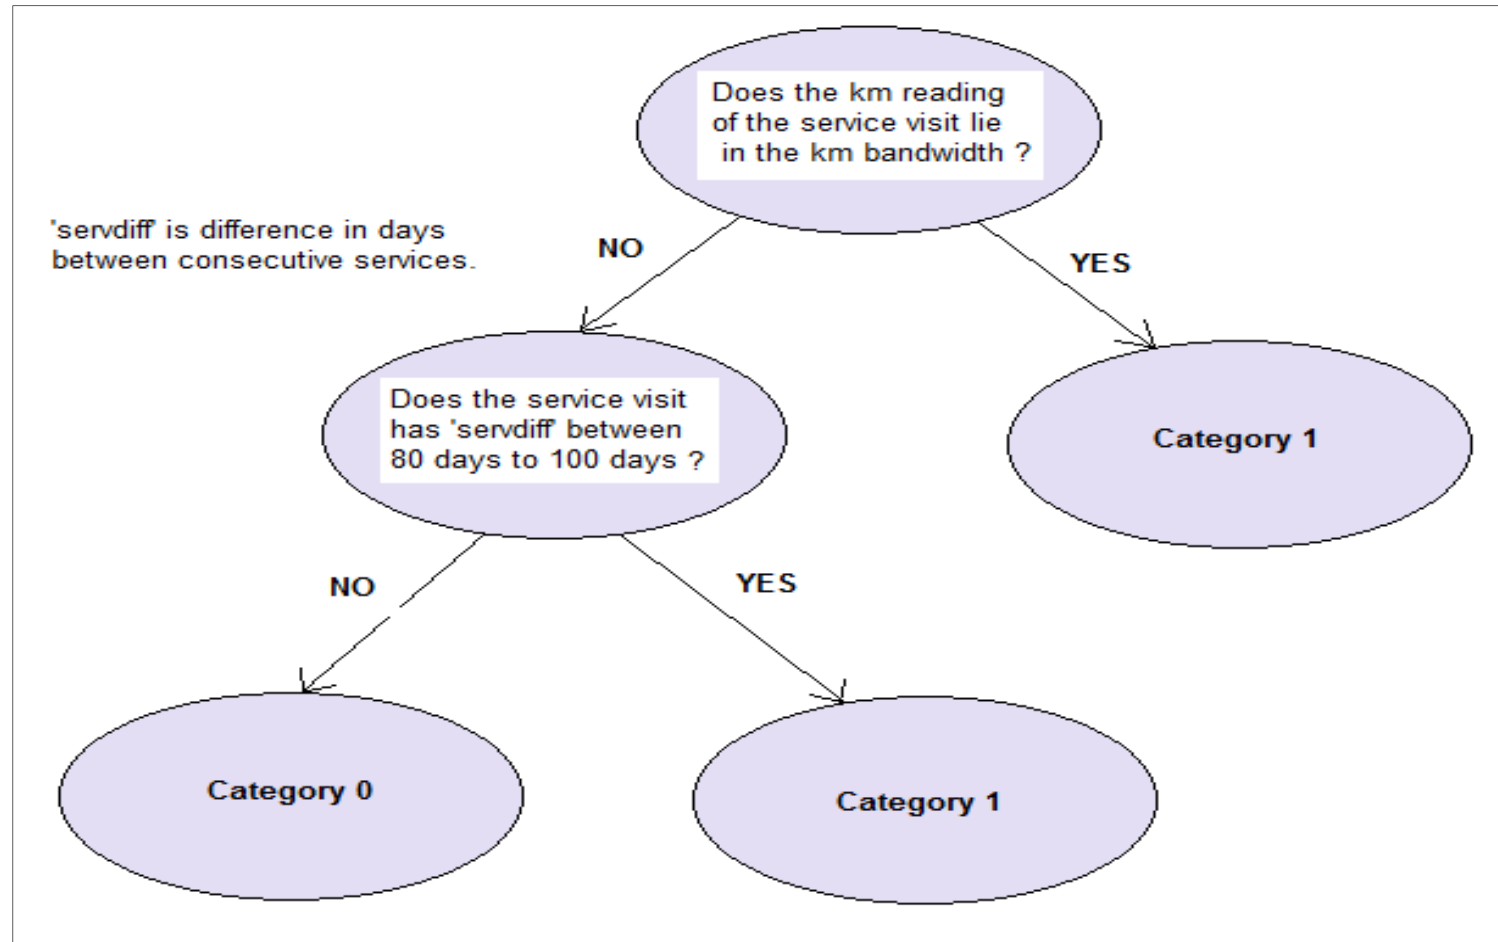 Does the km reading
of the service visit lie
in the km bandwidth ?
'servdiff' is difference in days
between consecutive services.
NO
YES
Does the service visit
has 'servdiff' between
80 days to 100 days ?
Category 1
NO
YES
Category 0
Category 1